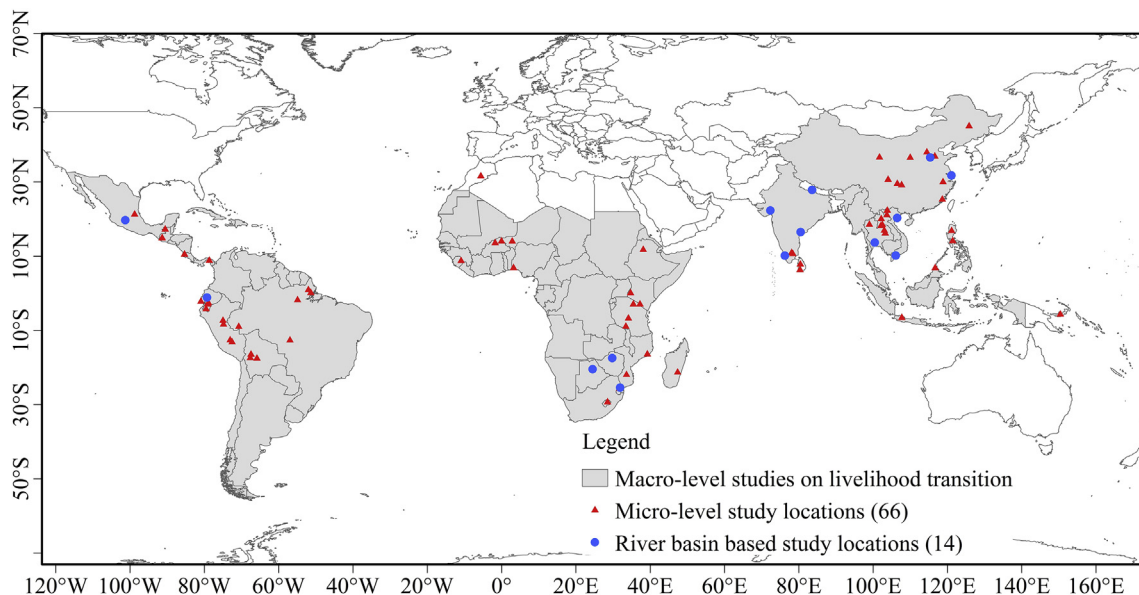 70°N
50°N
30°N
10°N
10°S
30°S
50°S
Legend
Macro-level studies on livelihood transition
Micro-level study locations (66)
River basin based study locations (14)
120°W 100°W 80°W 60°W 40°W 20°W 0° 20°E 40°E 60°E 80°E 100°E 120°E 140°E 160°E